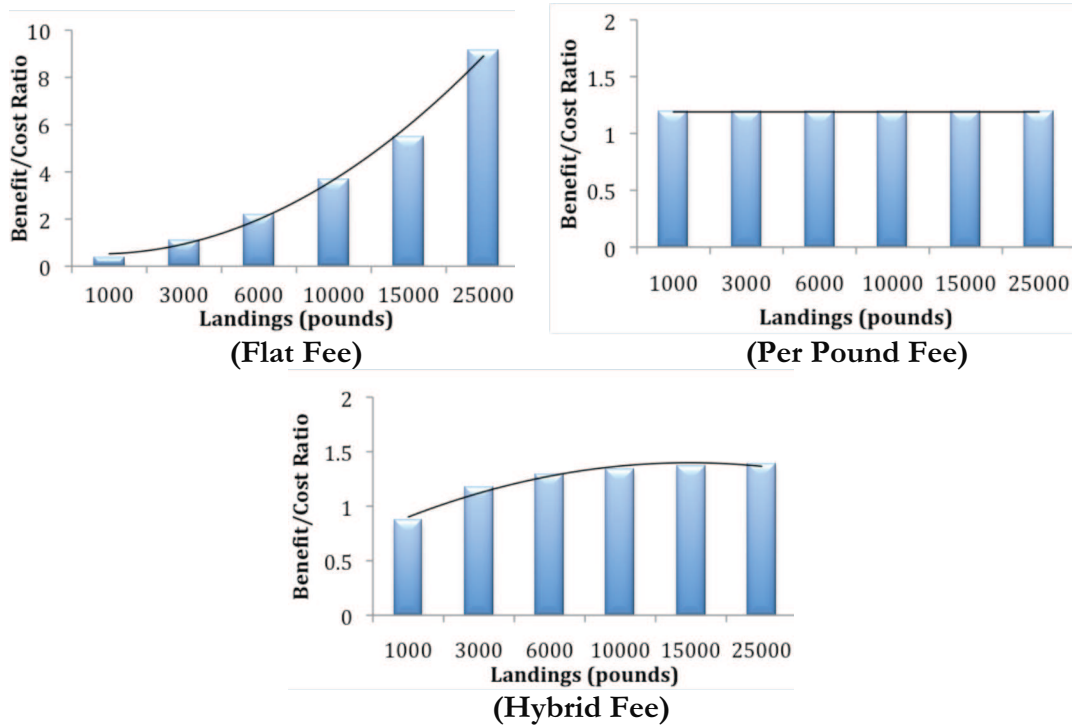 Benefit/Cost Ratio
10
8
6
4
2
0
1000 3000 6000 10000 15000 25000
Landings (pounds)
(Flat Fee)
Benefit/Cost Ratio
2
1.5
1
0.5
0
1000 3000 6000 10000 15000 25000
Landings (pounds)
(Per Pound Fee)
Benefit/Cost Ratio
2
1.5
1
0.5
0
1000 3000 6000 10000 15000 25000
Landings (pounds)
(Hybrid Fee)